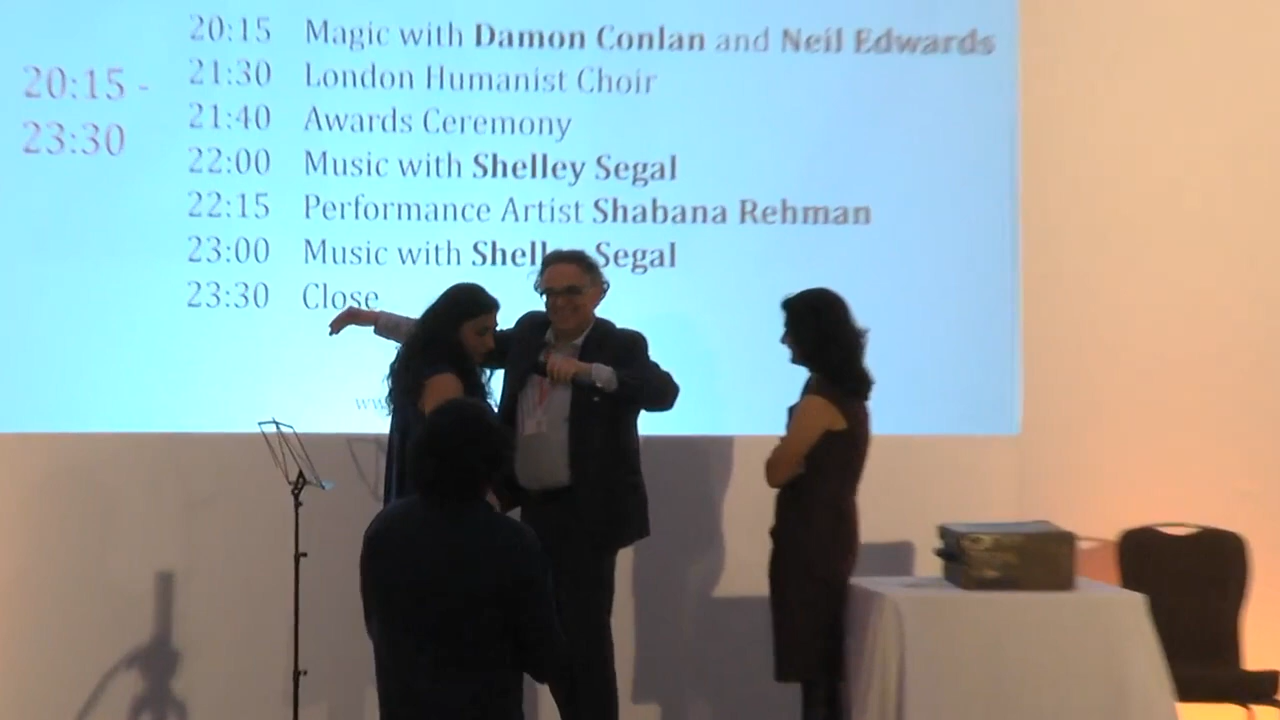 20:15 Magic with Damon Conlan and Neil Edwards
20:15 -
21:30 London Humanist Choir
23:30
21:40 Awards Ceremony
22:00 Music with Shelley Segal
22:15 Performance Artist Shabana Rehman
23:00 Music with Segal
23:30 Close